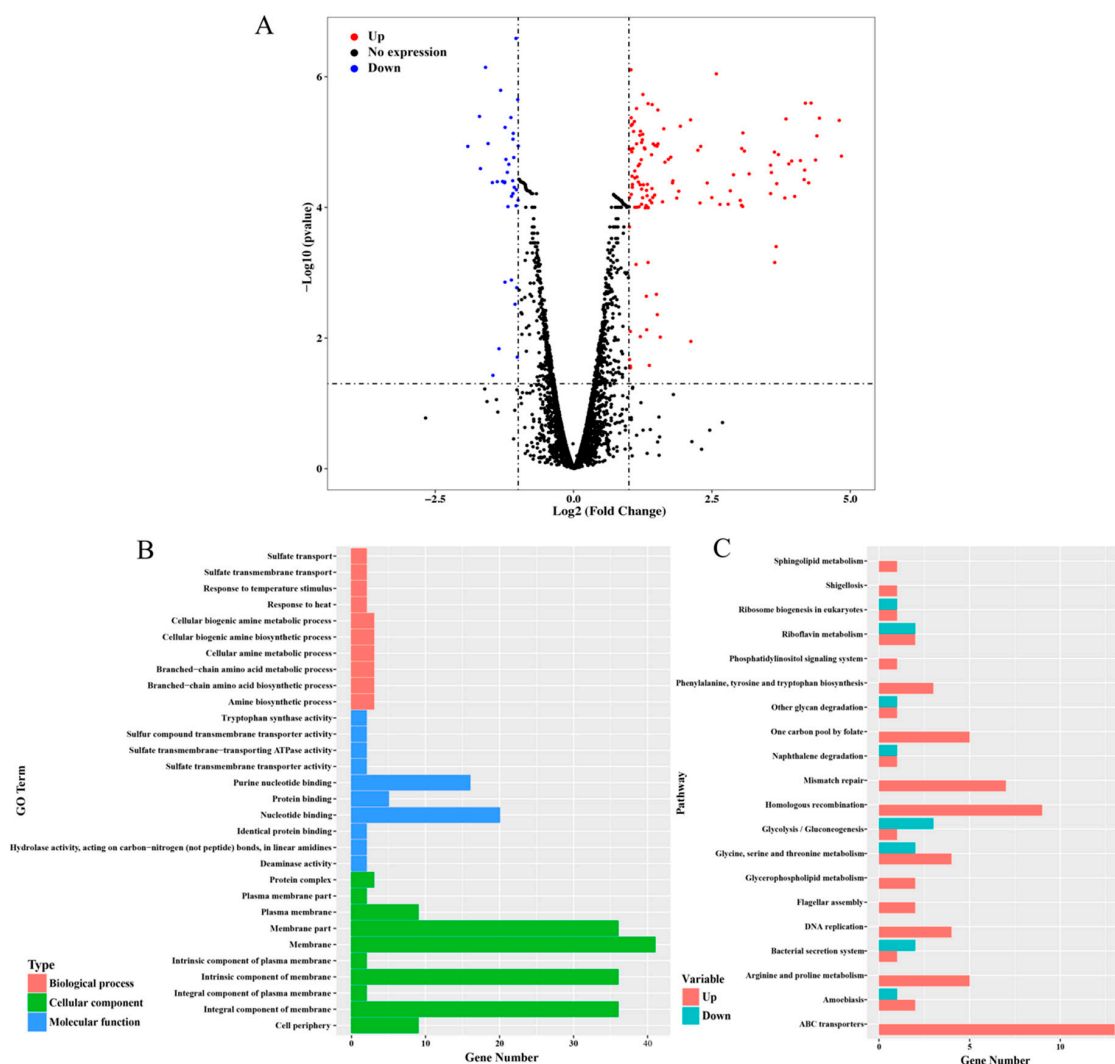 A
Up
No expression
Down
6
4
2
0
−Log10 (pvalue)
−2.5
0.0
2.5
5.0
Log2 (Fold Change)
B
Sulfate transport
Sulfate transmembrane transport
Response to temperature stimulus
Response to heat
Cellular biogenic amine metabolic process
Cellular biogenic amine biosynthetic process
Cellular amine metabolic process
Branched−chain amino acid metabolic process
Branched−chain amino acid biosynthetic process
Amine biosynthetic process
Tryptophan synthase activity
Sulfur compound transmembrane transporter activity
Sulfate transmembrane−transporting ATPase activity
Sulfate transmembrane transporter activity
Purine nucleotide binding
Protein binding
Nucleotide binding
Identical protein binding
Hydrolase activity, acting on carbon−nitrogen (not peptide) bonds, in linear amidines
Deaminase activity
Protein complex
Plasma membrane part
Plasma membrane
Membrane part
Membrane
Intrinsic component of plasma membrane
Intrinsic component of membrane
Integral component of plasma membrane
Integral component of membrane
Cell periphery
GO Term
Type
Biological process
Cellular component
Molecular function
0
10
20
30
40
Gene Number
C
Sphingolipid metabolism
Shigellosis
Ribosome biogenesis in eukaryotes
Riboflavin metabolism
Phosphatidylinositol signaling system
Phenylalanine, tyrosine and tryptophan biosynthesis
Other glycan degradation
One carbon pool by folate
Naphthalene degradation
Mismatch repair
Homologous recombination
Glycolysis / Gluconeogenesis
Glycine, serine and threonine metabolism
Glycerophospholipid metabolism
Flagellar assembly
DNA replication
Bacterial secretion system
Arginine and proline metabolism
Amoebiasis
ABC transporters
Pathway
Variable
Up
Down
0
5
10
Gene Number